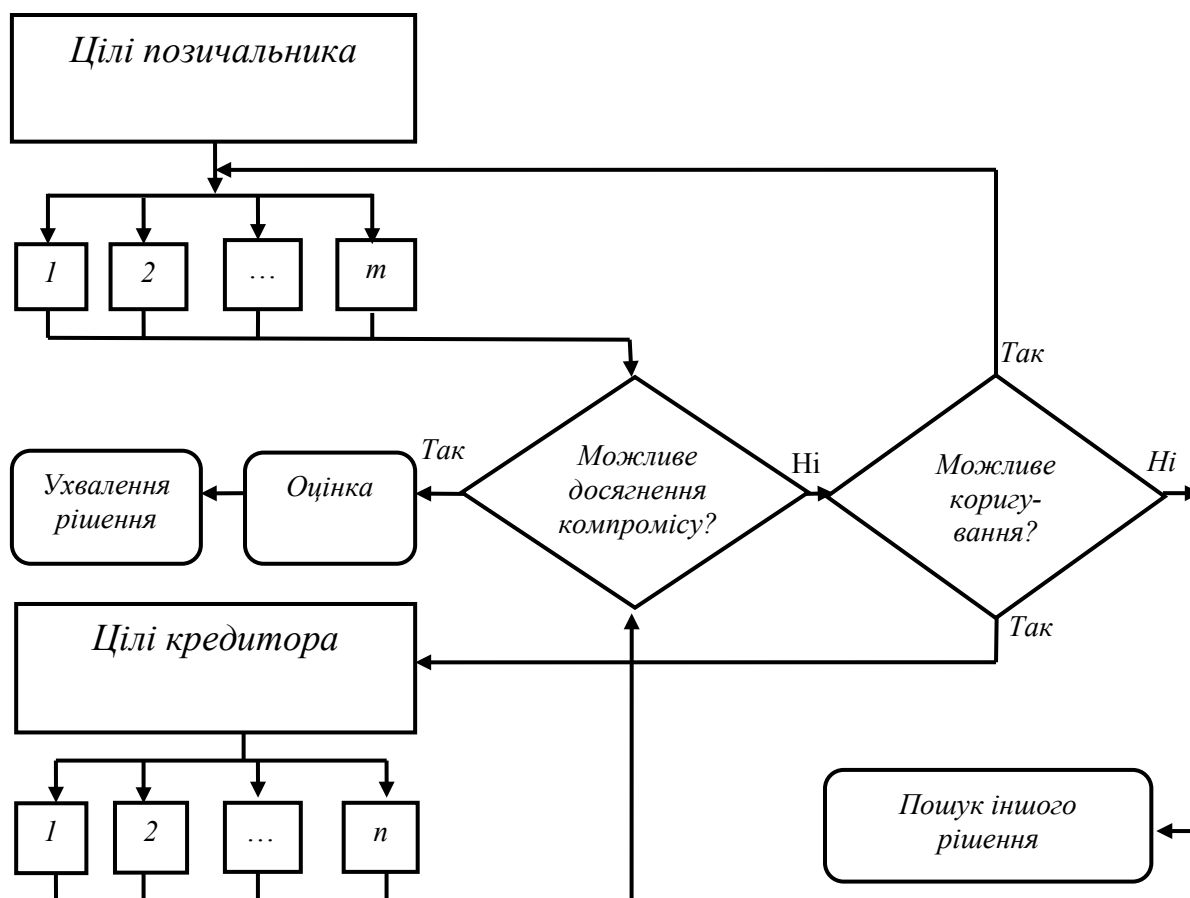 Цілі позичальника
1
2
…
m
Так
Можливе
досягнення
компромісу?
Ні
Можливе
коригу-
вання?
Ні
Так
Оцінка
Ухвалення
рішення
Так
Цілі кредитора
1
2
…
n
Пошук іншого
рішення